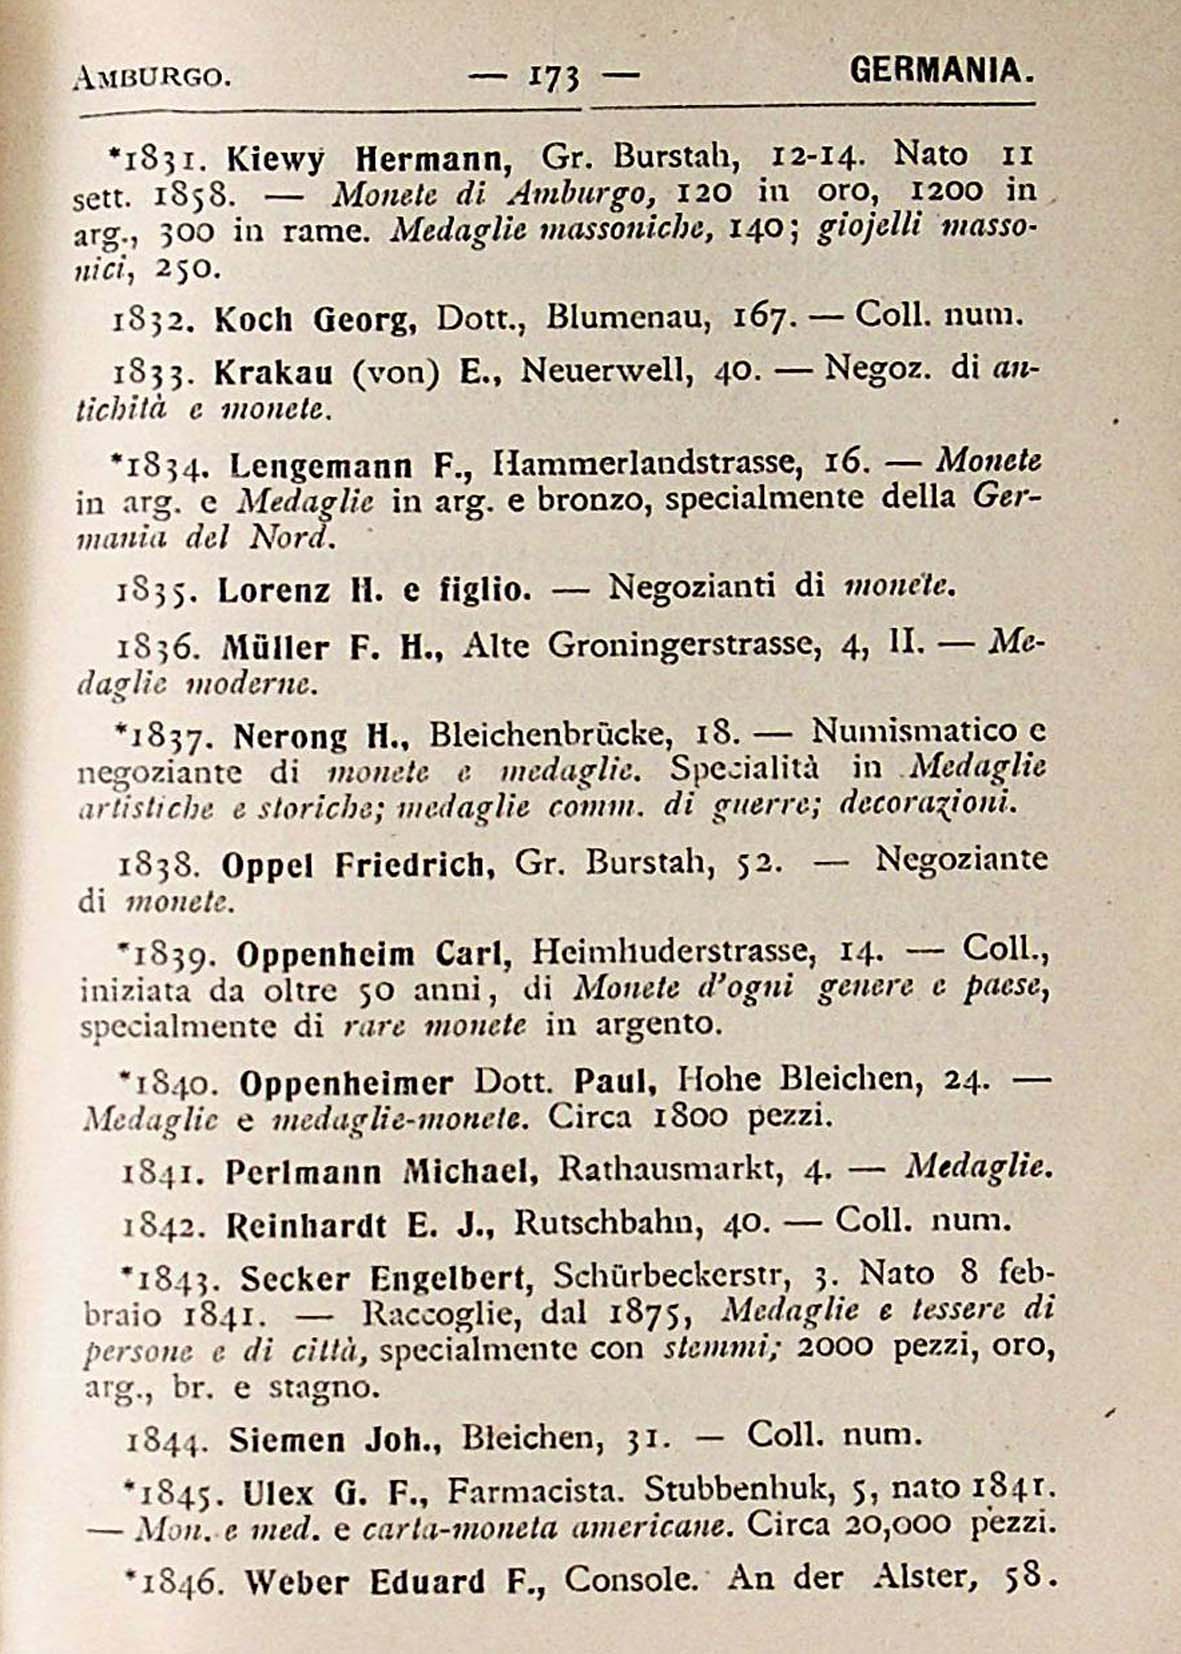 AMBURGO. — 173 — GERMANIA.
*1831. Kiewy Hermann, Gr. Burstah, 12-14. Nato 11
sett. 1858. — Monete di Amburgo, 120 in oro, 1200 in
arg., 300 in rame. Medaglie massoniche, 140; giojelli masso-
nici, 250.
1832. Koch Georg, Dott., Blumenau, 167. — Coll. num.
1833. Krakau (von) E., Neuerwell, 40. — Negoz. di an-
tichità e monete.
*1834. Lengemann F., Hammerlandstrasse, 16. — Monete
in arg. e Medaglie in arg. e bronzo, specialmente della Ger-
mania del Nord.
1835. Lorenz H. e figlio. — Negozianti di monete.
1836. Müller F. H., Alte Groningerstrasse, 4, II. — Me-
daglie moderne.
*1837. Nerong H., Bleichenbrücke, 18. — Numismatico e
negoziante di monete e medaglie. Specialità in Medaglie
artistiche e storiche; medaglie comm. di guerre; decorazioni.
1838. Oppel Friedrich, Gr. Burstah, 52. — Negoziante
di monete.
*1839. Oppenheim Carl, Heimhuderstrasse, 14. — Coll.,
iniziata da oltre 50 anni, di Monete d'ogni genere e paese,
specialmente di rare monete in argento.
*1840. Oppenheimer Dott. Paul, Hohe Bleichen, 24. —
Medaglie e medaglie-monete. Circa 1800 pezzi.
1841. Perlmann Michael, Rathausmarkt, 4. — Medaglie.
1842. Reinhardt E. J., Rutschbahn, 40. — Coll. num.
*1843. Secker Engelbert, Schürbeckerstr, 3. Nato 8 feb-
braio 1841. — Raccoglie, dal 1875, Medaglie e tessere di
persone e di città, specialmente con stemmi; 2000 pezzi, oro,
arg., br. e stagno.
1844. Siemen Joh., Bleichen, 31. — Coll. num.
*1845. Ulex G. F., Farmacista. Stubbenhuk, 5, nato 1841.
— Mon. e med. e carta-moneta americane. Circa 20,000 pezzi.
*1846. Weber Eduard F., Console. An der Alster, 58.